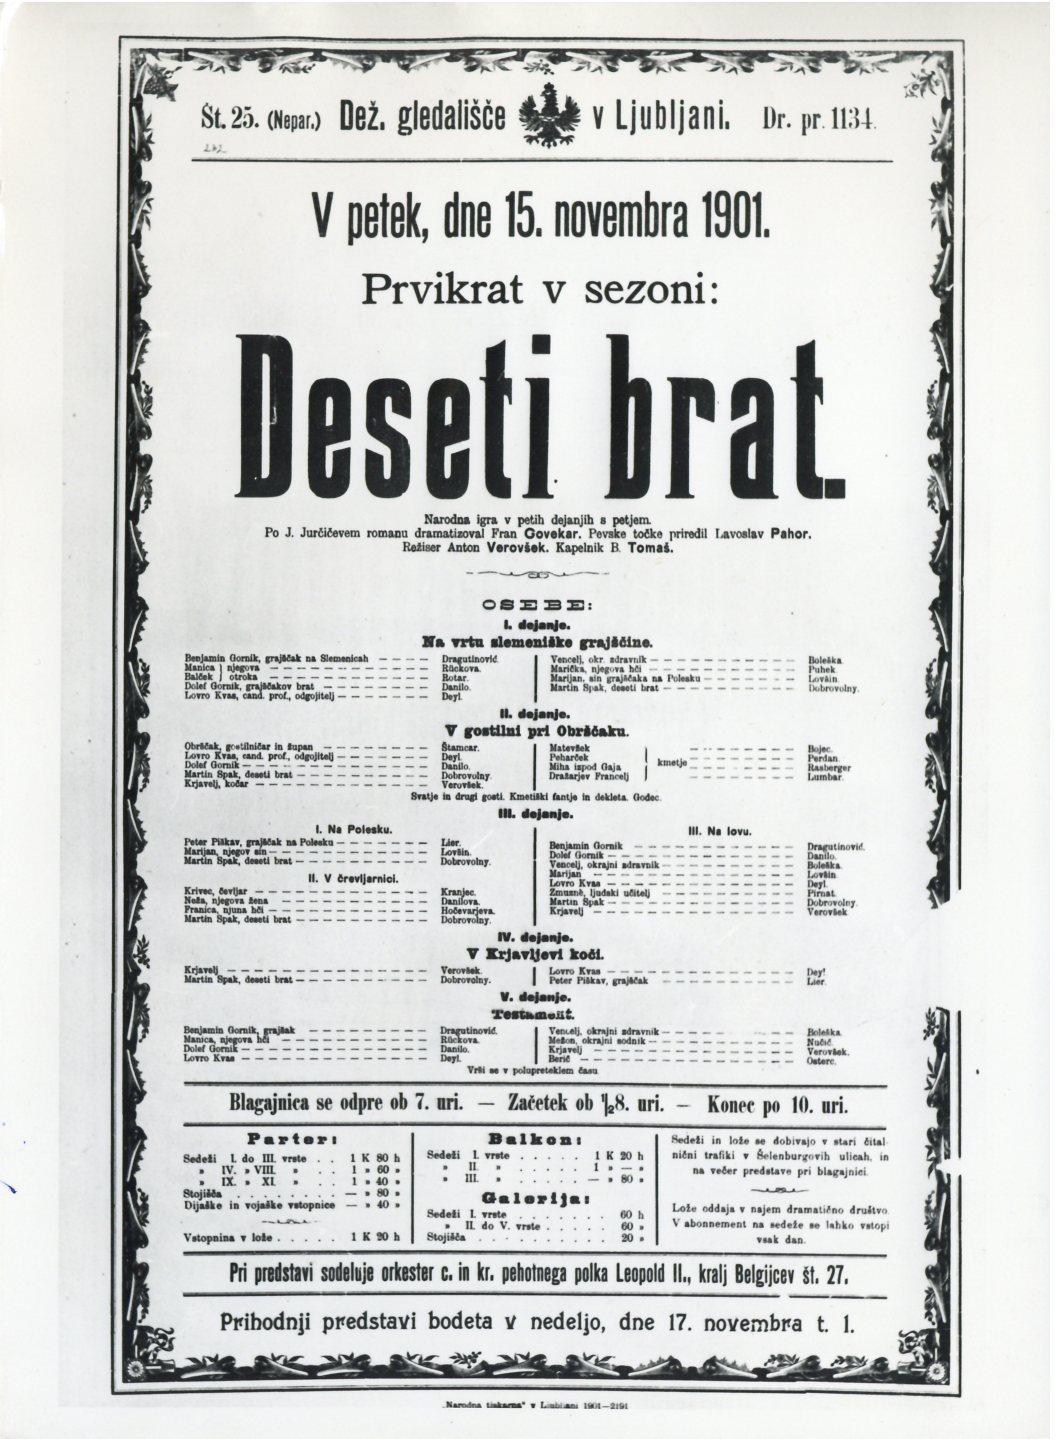 Št. 25. (Nepar.) Dež. gledališče v Ljubljani. Dr. pr. 1134.
V petek, dne 15. novembra 1901.
Prvikrat v sezoni:
Deseti brat.
Narodna igra v petih dejanjih s petjem.
Po J. Jurčičevem romanu dramatizoval Fran Govekar. Pevske točke priredil Lavoslav Pahor.
Režiser Anton Verovšek. Kapelnik B. Tomaš.
OSEBE:
I. dejanje.
Na vrtu slemeniške grajščine.
Benjamin Gornik, grajščak na Slemenicah — — — — Dragutinović.
Manica } njegova — — — — — — — — — — Rückova.
Balček } otroka — — — — — — — — — — Rotar.
Dolef Gornik, grajščakov brat — — — — — — — Danilo.
Lovro Kvas, cand. prof., odgojitelj — — — — — — Deyl.
Vencelj, okr. zdravnik — — — — — — — — — — Boleška.
Marička, njegova hči — — — — — — — — — — Puhek.
Marijan, sin grajščaka na Polesku — — — — — — — Lovšin.
Martin Spak, deseti brat — — — — — — — — — — Dobrovolny.
II. dejanje.
V gostilni pri Obrščaku.
Obrščak, gostilničar in župan — — — — — — — Štamcar.
Lovro Kvas, cand. prof., odgojitelj — — — — — — Deyl.
Dolef Gornik — — — — — — — — — — — Danilo.
Martin Spak, deseti brat — — — — — — — — Dobrovolny.
Krjavelj, kočar — — — — — — — — — — Verovšek.
Matevžek } kmetje — — — — — — — — Bojec.
Peharček — — — — — — — — Perdan.
Miha ispod Gaja — — — — — — — — Rasberger
Dražarjev Francelj — — — — — — — — Lumbar.
Svatje in drugi gosti. Kmetiški fantje in dekleta. Godec.
III. dejanje.
I. Na Polesku.
Peter Piškav, grajščak na Polesku — — — — — — Lier.
Marijan, njegov sin — — — — — — — — — Lovšin.
Martin Spak, deseti brat — — — — — — — — Dobrovolny.
II. V črevljarnici.
Krivec, čevljar — — — — — — — — — — Kranjec.
Neža, njegova žena — — — — — — — — — Danilova.
Franica, njuna hči — — — — — — — — — Hočevarjeva.
Martin Spak, deseti brat — — — — — — — — Dobrovolny.
III. Na lovu.
Benjamin Gornik — — — — — — — — — — Dragutinović.
Dolef Gornik — — — — — — — — — — — Danilo.
Vencelj, okrajni zdravnik — — — — — — — — Boleška.
Marijan — — — — — — — — — — — Lovšin
Lovro Kvas — — — — — — — — — — — Deyl.
Zmuznè, ljudski učitelj — — — — — — — — Pirnat.
Martin Spak — — — — — — — — — — — Dobrovolny.
Krjavelj — — — — — — — — — — — Verovšek
IV. dejanje.
V Krjavljevi koči.
Krjavelj — — — — — — — — — — — Verovšek.
Martin Spak, deseti brat — — — — — — — — Dobrovolny.
Lovro Kvas — — — — — — — — — — — Deyl
Peter Piškav, grajščak — — — — — — — — Lier.
V. dejanje.
Testament.
Benjamin Gornik, grajšak — — — — — — — Dragutinović.
Manica, njegova hči — — — — — — — — — Rückova.
Dolef Gornik — — — — — — — — — — — Danilo.
Lovro Kvas — — — — — — — — — — — Deyl.
Vencelj, okrajni zdravnik — — — — — — — — Boleška.
Mežon, okrajni sodnik — — — — — — — — Nučič.
Krjavelj — — — — — — — — — — — Verovšek.
Berič — — — — — — — — — — — Osterc.
Vrši se v polupreteklem času.
Blagajnica se odpre ob 7. uri. — Začetek ob ½8. uri. — Konec po 10. uri.
Parter:
Sedeži I. do III. vrste . . 1 K 80 h
» IV. » VIII. » . . 1 » 60 »
» IX. » XI. » . . 1 » 40 »
Stojišča . . . . . . . . — » 80 »
Dijaške in vojaške vstopnice — » 40 »
Vstopnina v lože . . . . . 1 K 20 h
Balkon:
Sedeži I. vrste . . . . . . 1 K 20 h
» II. » . . . . . . 1 » — »
» III. » . . . . . . — » 80 »
Galerija:
Sedeži I. vrste . . . . . . . 60 h
» II. do V. vrste . . . . . 60 »
Stojišča . . . . . . . . . . 20 »
Sedeži in lože se dobivajo v stari čital-
nični trafiki v Šelenburgovih ulicah, in
na večer predstave pri blagajnici.
Lože oddaja v najem dramatično društvo.
V abonnement na sedeže se lahko vstopi
vsak dan.
Pri predstavi sodeluje orkester c. in kr. pehotnega polka Leopold II., kralj Belgijcev št. 27.
Prihodnji predstavi bodeta v nedeljo, dne 17. novembra t. l.
„Narodna tiskarna“ v Ljubljani 1901—2191